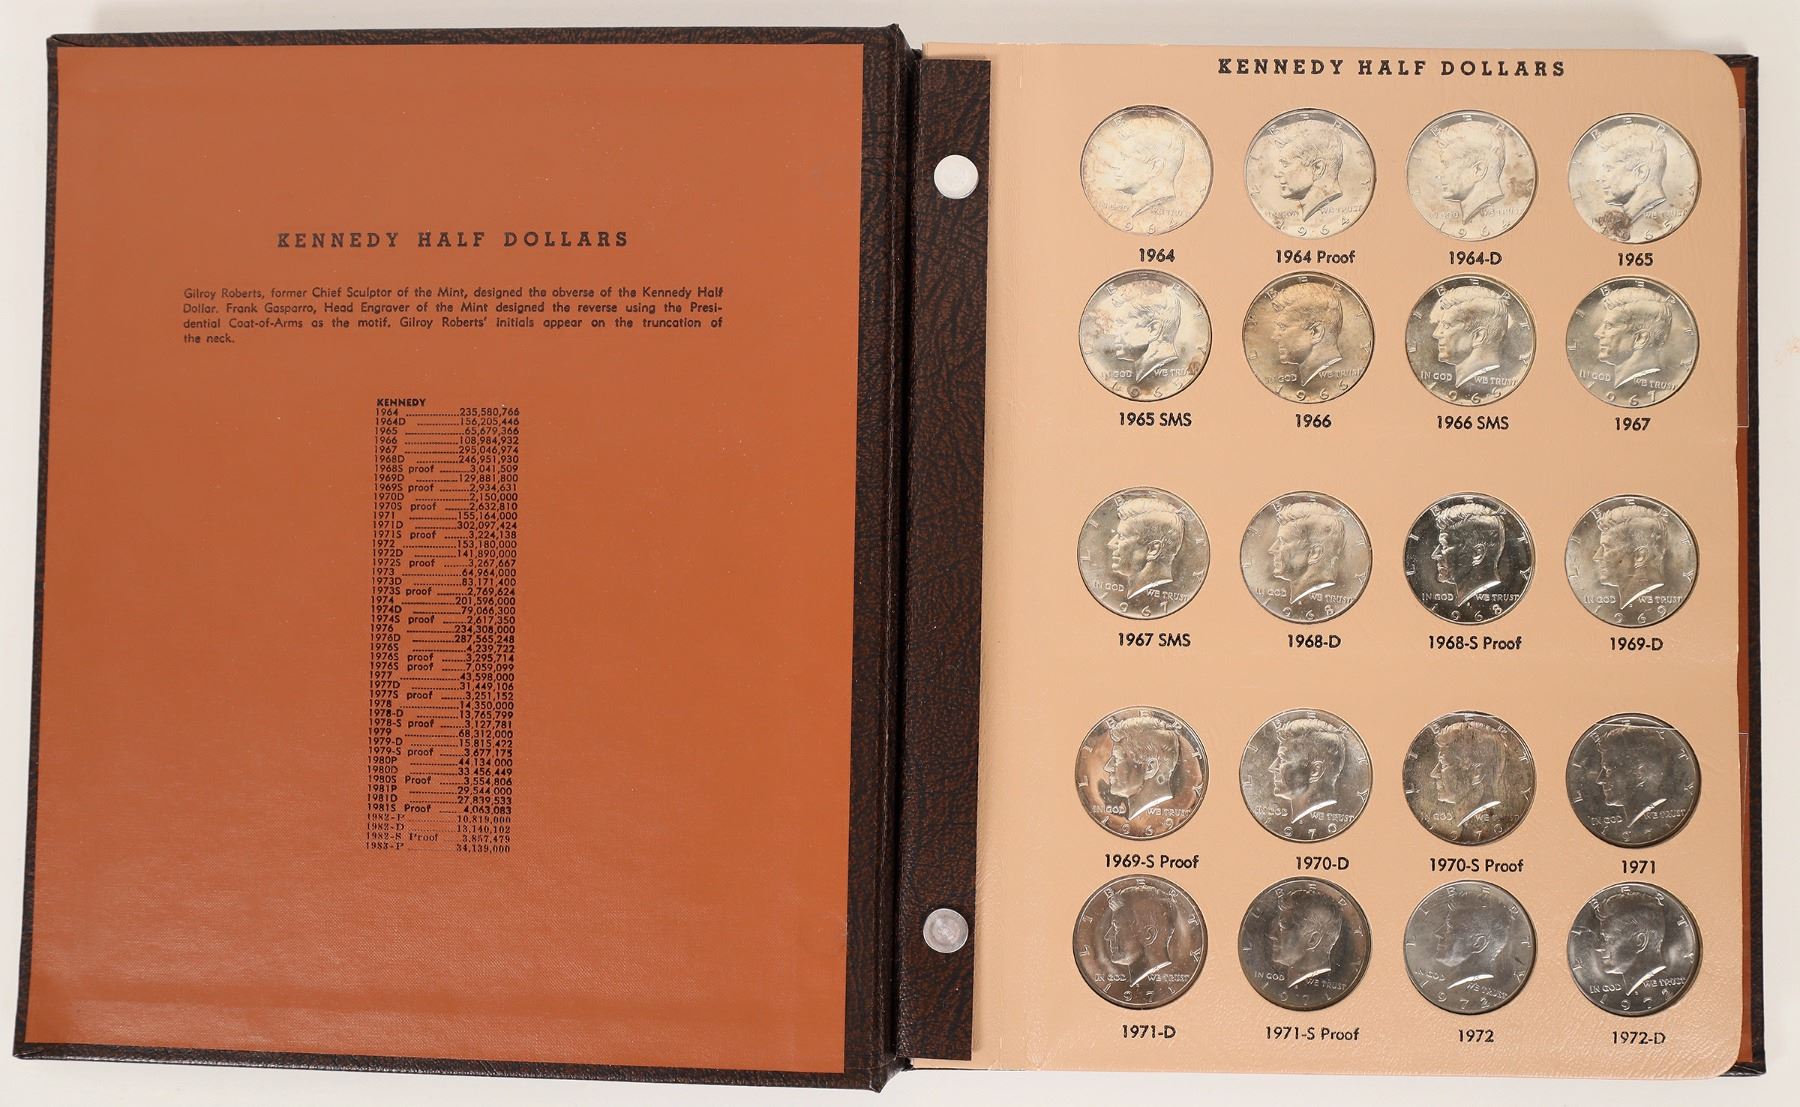 KENNEDY HALF DOLLARS
Gilroy Roberts, former Chief Sculptor of the Mint, designed the obverse of the Kennedy Half
Dollar. Frank Gasparro, Head Engraver of the Mint designed the reverse using the Presi-
dential Coat-of-Arms as the motif. Gilroy Roberts' initials appear on the truncation of
the neck.
KENNEDY
1964 ............235,580,766
1964D ............156,205,446
1965 ............65,679,366
1966 ............108,984,932
1967 ............295,046,974
1968D ............246,951,930
1968S proof ........3,041,509
1969D ............129,881,800
1969S proof ........2,934,631
1970D ............2,150,000
1970S proof ........2,632,810
1971 ............155,164,000
1971D ............302,097,424
1971S proof ........3,224,138
1972 ............153,180,000
1972D ............141,890,000
1972S proof ........3,267,667
1973 ............64,964,000
1973D ............83,171,400
1973S proof ........2,769,624
1974 ............201,596,000
1974D ............79,066,300
1974S proof ........2,617,350
1976 ............234,308,000
1976D ............287,565,248
1976S ............4,239,722
1976S proof ........3,295,714
1976S proof ........7,059,099
1977 ............43,598,000
1977D ............31,449,106
1977S proof ........3,251,152
1978 ............14,350,000
1978-D ............13,765,799
1978-S proof ........3,127,781
1979 ............68,312,000
1979-D ............15,815,422
1979-S proof ........3,677,175
1980P ............44,134,000
1980D ............33,456,449
1980S Proof ........3,554,806
1981P ............29,544,000
1981D ............27,839,533
1981S Proof ........4,063,083
1982-P ............10,819,000
1982-D ............13,140,102
1982-S Proof ........3,857,479
1983-P ............34,139,000
KENNEDY HALF DOLLARS
1964 1964 Proof 1964-D 1965
1965 SMS 1966 1966 SMS 1967
1967 SMS 1968-D 1968-S Proof 1969-D
1969-S Proof 1970-D 1970-S Proof 1971
1971-D 1971-S Proof 1972 1972-D